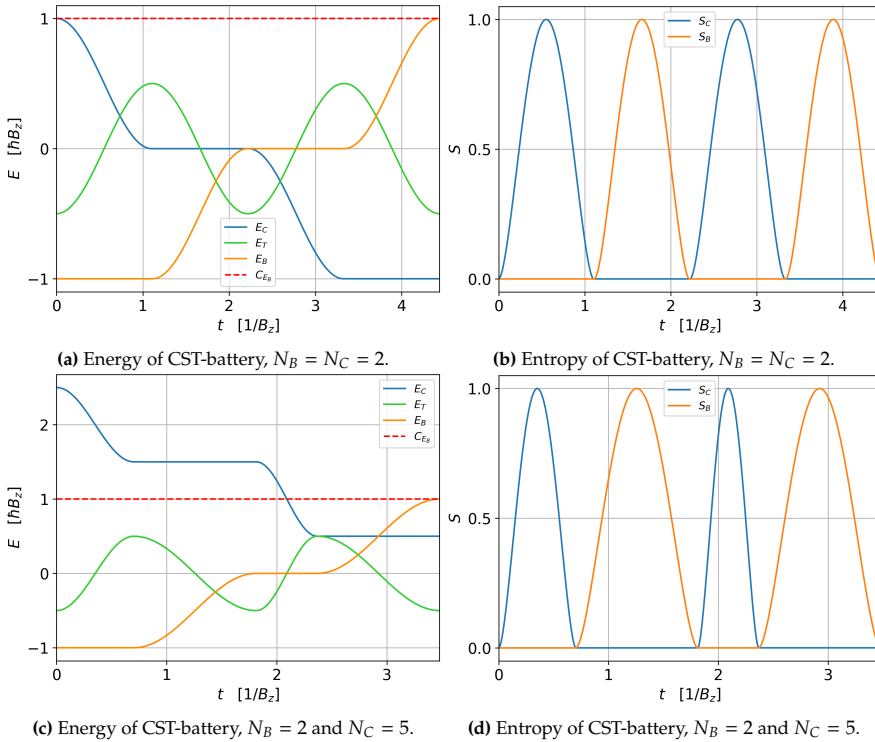 1
0
−1
E [ħB_z]
0
1
2
3
4
t [1/B_z]
E_C
E_T
E_B
C_{E_B}
(a) Energy of CST-battery, N_B = N_C = 2.
1.0
0.5
0.0
S
0
1
2
3
4
t [1/B_z]
S_C
S_B
(b) Entropy of CST-battery, N_B = N_C = 2.
2
1
0
−1
E [ħB_z]
0
1
2
3
t [1/B_z]
E_C
E_T
E_B
C_{E_B}
(c) Energy of CST-battery, N_B = 2 and N_C = 5.
1.0
0.5
0.0
S
0
1
2
3
t [1/B_z]
S_C
S_B
(d) Entropy of CST-battery, N_B = 2 and N_C = 5.